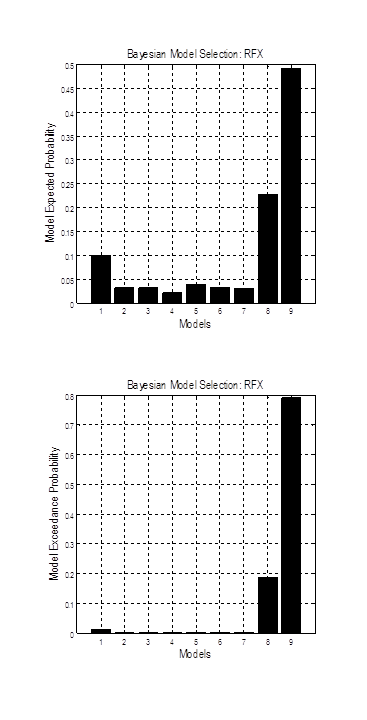 Bayesian Model Selection: RFX
0.5
0.45
0.4
0.35
0.3
0.25
0.2
0.15
0.1
0.05
0
Model Expected Probability
1 2 3 4 5 6 7 8 9
Models
Bayesian Model Selection: RFX
0.8
0.7
0.6
0.5
0.4
0.3
0.2
0.1
0
Model Exceedance Probability
1 2 3 4 5 6 7 8 9
Models